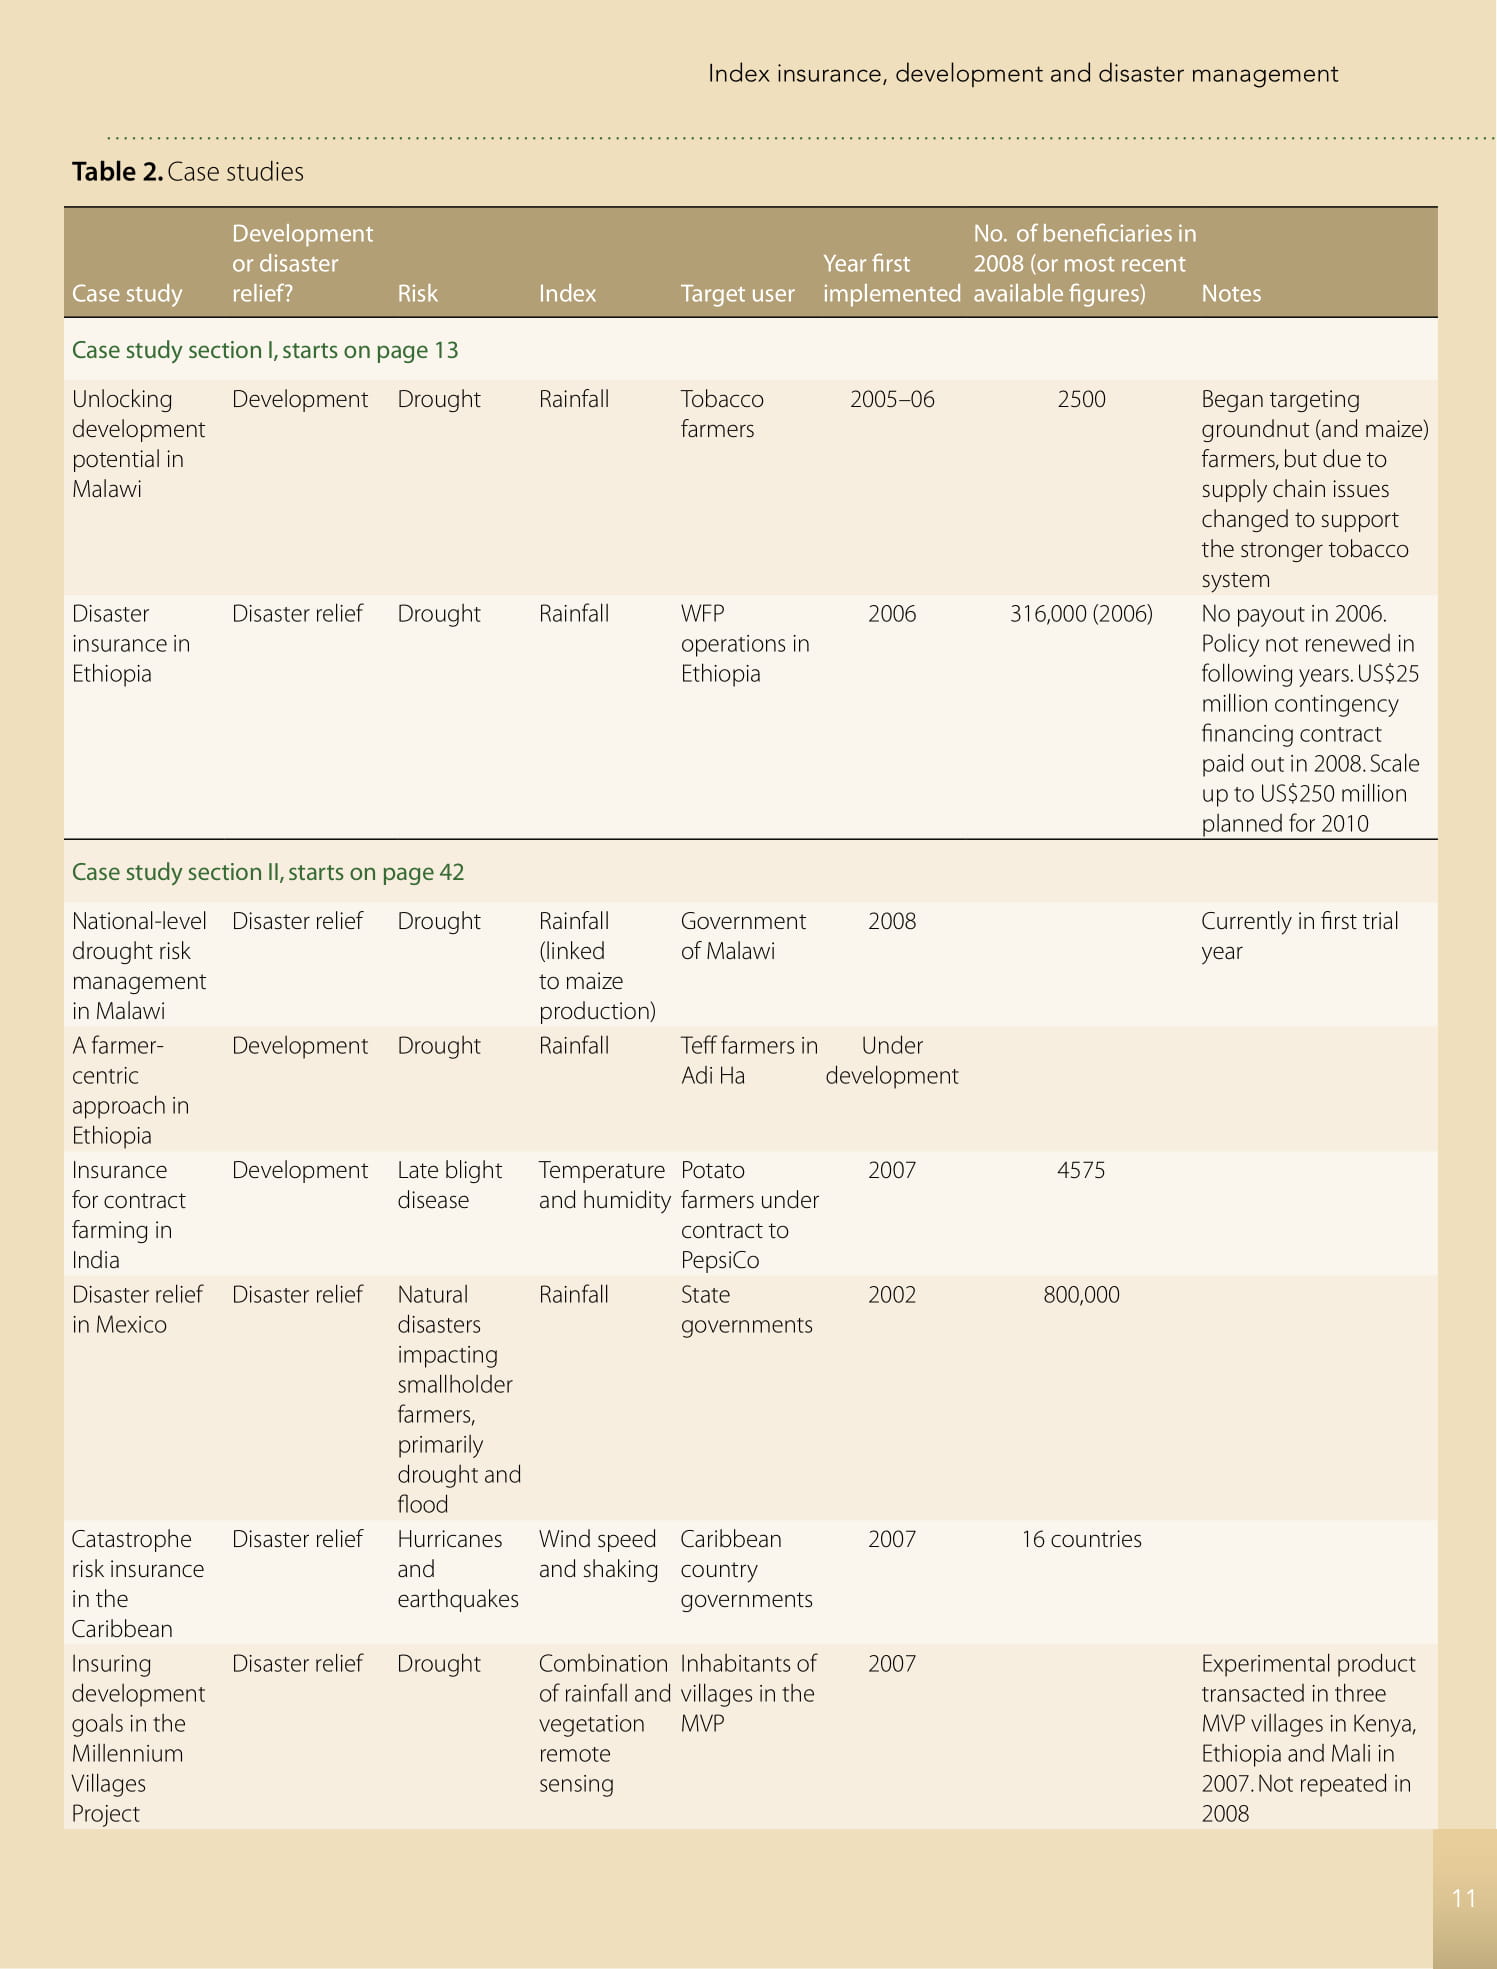 Index insurance, development and disaster management
Table 2. Case studies
Case study
Development
or disaster
relief?
Risk
Index
Target user
Year first
implemented
No. of beneficiaries in
2008 (or most recent
available figures)
Notes
Case study section I, starts on page 13
Unlocking
development
potential in
Malawi
Development
Drought
Rainfall
Tobacco
farmers
2005–06
2500
Began targeting
groundnut (and maize)
farmers, but due to
supply chain issues
changed to support
the stronger tobacco
system
Disaster
insurance in
Ethiopia
Disaster relief
Drought
Rainfall
WFP
operations in
Ethiopia
2006
316,000 (2006)
No payout in 2006.
Policy not renewed in
following years. US$25
million contingency
financing contract
paid out in 2008. Scale
up to US$250 million
planned for 2010
Case study section II, starts on page 42
National-level
drought risk
management
in Malawi
Disaster relief
Drought
Rainfall
(linked
to maize
production)
Government
of Malawi
2008
Currently in first trial
year
A farmer-
centric
approach in
Ethiopia
Development
Drought
Rainfall
Teff farmers in
Adi Ha
Under
development
Insurance
for contract
farming in
India
Development
Late blight
disease
Temperature
and humidity
Potato
farmers under
contract to
PepsiCo
2007
4575
Disaster relief
in Mexico
Disaster relief
Natural
disasters
impacting
smallholder
farmers,
primarily
drought and
flood
Rainfall
State
governments
2002
800,000
Catastrophe
risk insurance
in the
Caribbean
Disaster relief
Hurricanes
and
earthquakes
Wind speed
and shaking
Caribbean
country
governments
2007
16 countries
Insuring
development
goals in the
Millennium
Villages
Project
Disaster relief
Drought
Combination
of rainfall and
vegetation
remote
sensing
Inhabitants of
villages in the
MVP
2007
Experimental product
transacted in three
MVP villages in Kenya,
Ethiopia and Mali in
2007. Not repeated in
2008
11